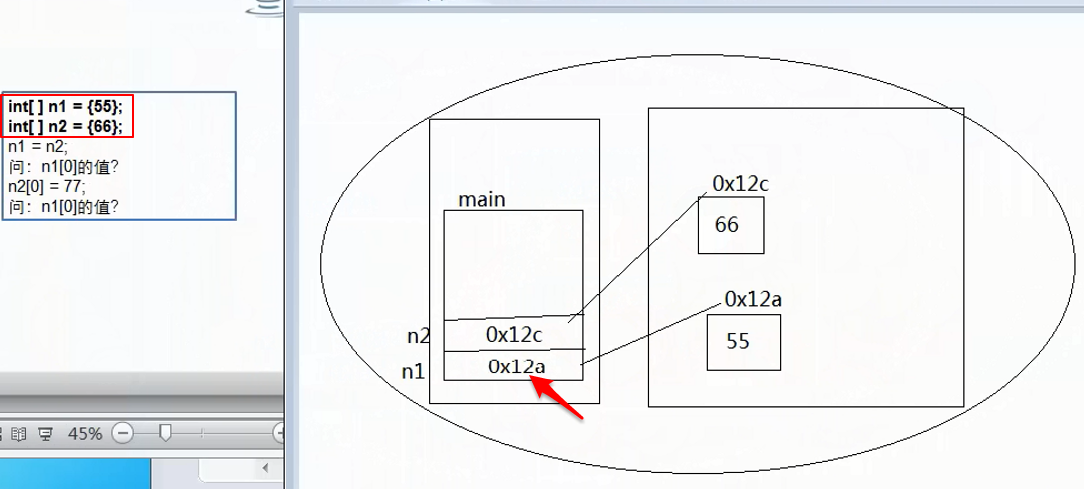 int[ ] n1 = {55};
int[ ] n2 = {66};
n1 = n2;
问：n1[0]的值?
n2[0] = 77;
问：n1[0]的值?
main
0x12c
66
0x12a
55
n2
0x12c
n1
0x12a
45%